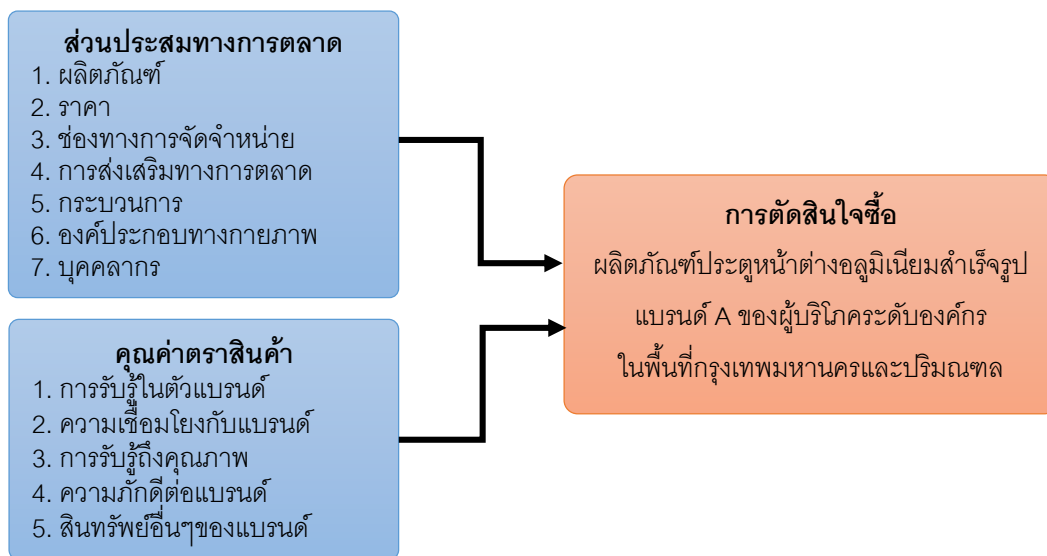 ส่วนประสมทางการตลาด
1. ผลิตภัณฑ์
2. ราคา
3. ช่องทางการจัดจำหน่าย
4. การส่งเสริมทางการตลาด
5. กระบวนการ
6. องค์ประกอบทางกายภาพ
7. บุคคลากร
คุณค่าตราสินค้า
1. การรับรู้ในตัวแบรนด์
2. ความเชื่อมโยงกับแบรนด์
3. การรับรู้ถึงคุณภาพ
4. ความภักดีต่อแบรนด์
5. สินทรัพย์อื่นๆของแบรนด์
การตัดสินใจซื้อ
ผลิตภัณฑ์ประตูหน้าต่างอลูมิเนียมสำเร็จรูป
แบรนด์ A ของผู้บริโภคระดับองค์กร
ในพื้นที่กรุงเทพมหานครและปริมณฑล